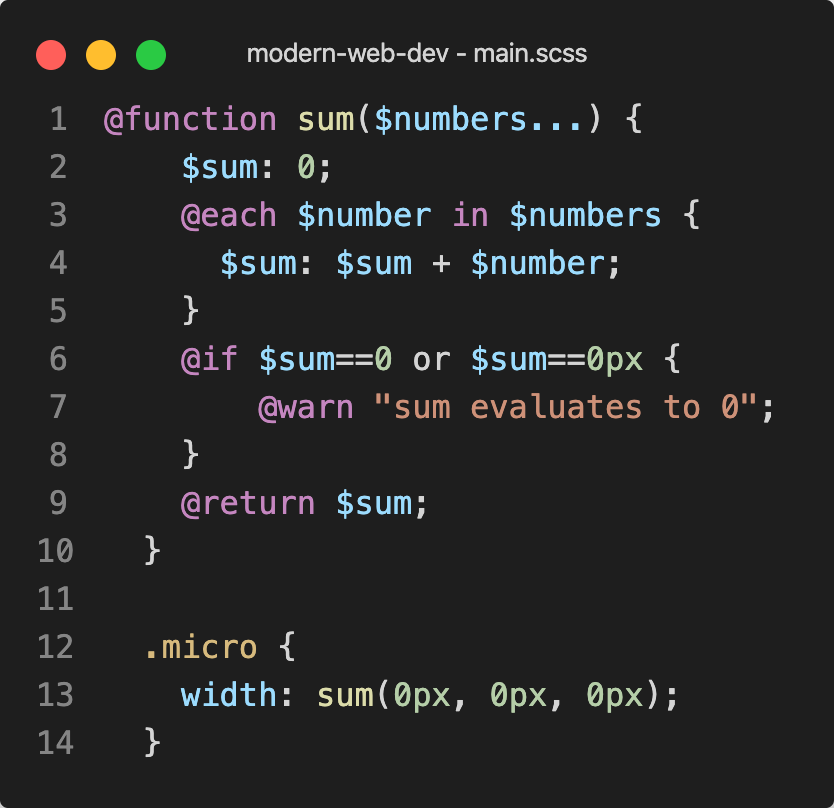 modern-web-dev - main.scss
1 @function sum($numbers...) {
2     $sum: 0;
3     @each $number in $numbers {
4       $sum: $sum + $number;
5     }
6     @if $sum==0 or $sum==0px {
7         @warn "sum evaluates to 0";
8     }
9     @return $sum;
10   }
11
12   .micro {
13     width: sum(0px, 0px, 0px);
14   }